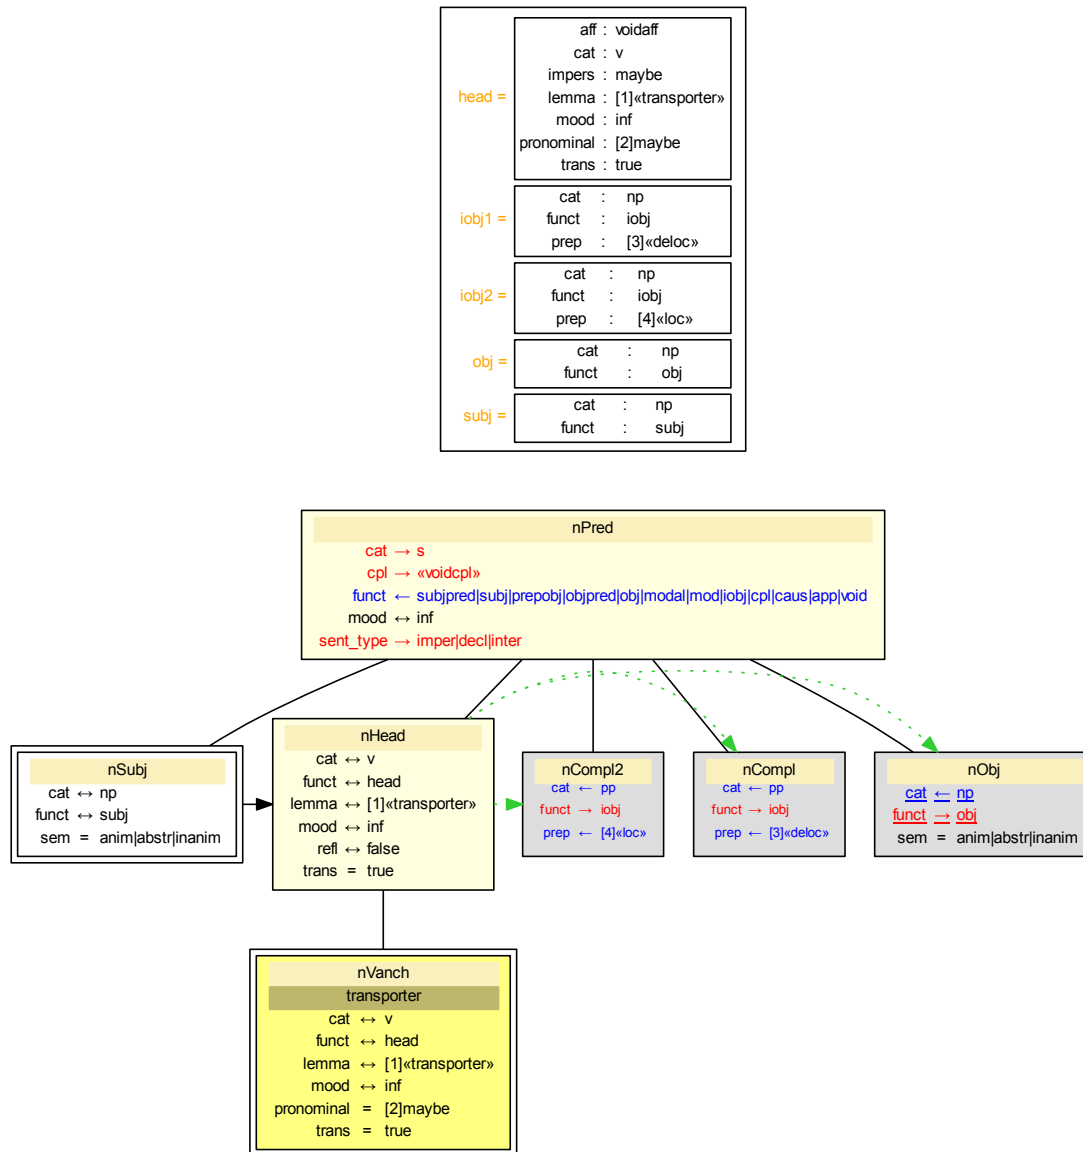 head =
aff : voidaff
cat : v
impers : maybe
lemma : [1]«transporter»
mood : inf
pronominal : [2]maybe
trans : true
iobj1 =
cat : np
funct : iobj
prep : [3]«deloc»
iobj2 =
cat : np
funct : iobj
prep : [4]«loc»
obj =
cat : np
funct : obj
subj =
cat : np
funct : subj
nPred
cat → s
cpl → «voidcpl»
funct ← subjpred|subj|prepobj|objpred|obj|modal|mod|iobj|cpl|caus|app|void
mood ↔ inf
sent_type → imper|decl|inter
nSubj
cat ↔ np
funct ↔ subj
sem = anim|abstr|inanim
nHead
cat ↔ v
funct ↔ head
lemma ↔ [1]«transporter»
mood ↔ inf
refl ↔ false
trans = true
nCompl2
cat ← pp
funct → iobj
prep ← [4]«loc»
nCompl
cat ← pp
funct → iobj
prep ← [3]«deloc»
nObj
cat ← np
funct → obj
sem = anim|abstr|inanim
nVanch
transporter
cat ↔ v
funct ↔ head
lemma ↔ [1]«transporter»
mood ↔ inf
pronominal = [2]maybe
trans = true